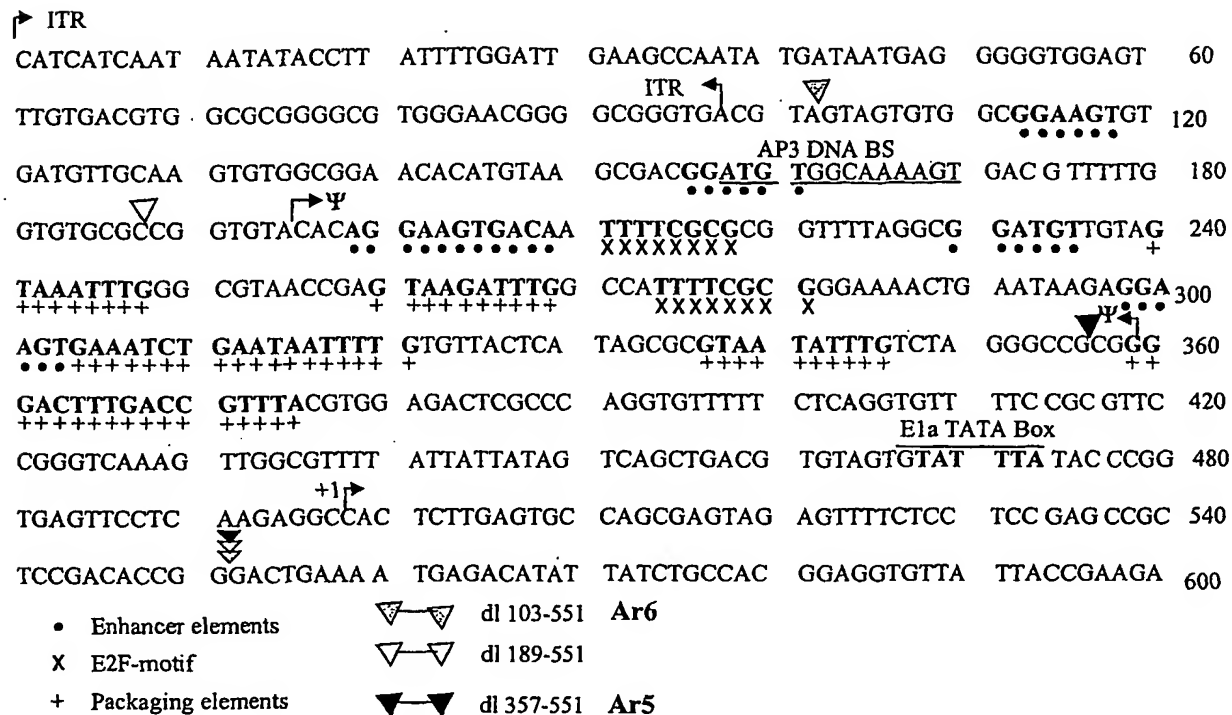 ITR
CATCATCAAT AATATACCTT ATTTTGGATT GAAGCCAATA TGATAATGAG GGGGTGGAGT 60
ITR
TTGTGACGTG GCGCGGGGCG TGGGAACGGG GCGGGTGACG TAGTAGTGTG GCGGAAGTGT 120
AP3 DNA BS
GATGTTGCAA GTGTGGCGGA ACACATGTAA GCGACGGATG TGGCAAAAGT GAC G TTTTTG 180
Ψ
GTGTGCGCCG GTGTACACAG GAAGTGACAA TTTTCGCGCG GTTTTAGGCG GATGTTGTAG 240
XXXXXXXX +
TAAATTTGGG CGTAACCGAG TAAGATTTGG CCATTTTCGC GGGAAAACTG AATAAGAGGA 300
++++++++ + +++++++++ XXXXXXX X
Ψ
AGTGAAATCT GAATAATTTT GTGTTACTCA TAGCGCGTAA TATTTGTCTA GGGCCGCGGG 360
+++++++ ++++++++++ + ++++ ++++++ ++
GACTTTGACC GTTTACGTGG AGACTCGCCC AGGTGTTTTT CTCAGGTGTT TTC CGC GTTC 420
++++++++++ +++++
E1a TATA Box
CGGGTCAAAG TTGGCGTTTT ATTATTATAG TCAGCTGACG TGTAGTGTAT TTA TAC CCGG 480
+1
TGAGTTCCTC AAGAGGCCAC TCTTGAGTGC CAGCGAGTAG AGTTTTCTCC TCC GAG CCGC 540
TCCGACACCG GGACTGAAAA TGAGACATAT TATCTGCCAC GGAGGTGTTA TTACCGAAGA 600
• Enhancer elements
X E2F-motif
+ Packaging elements
dl 103-551 Ar6
dl 189-551
dl 357-551 Ar5